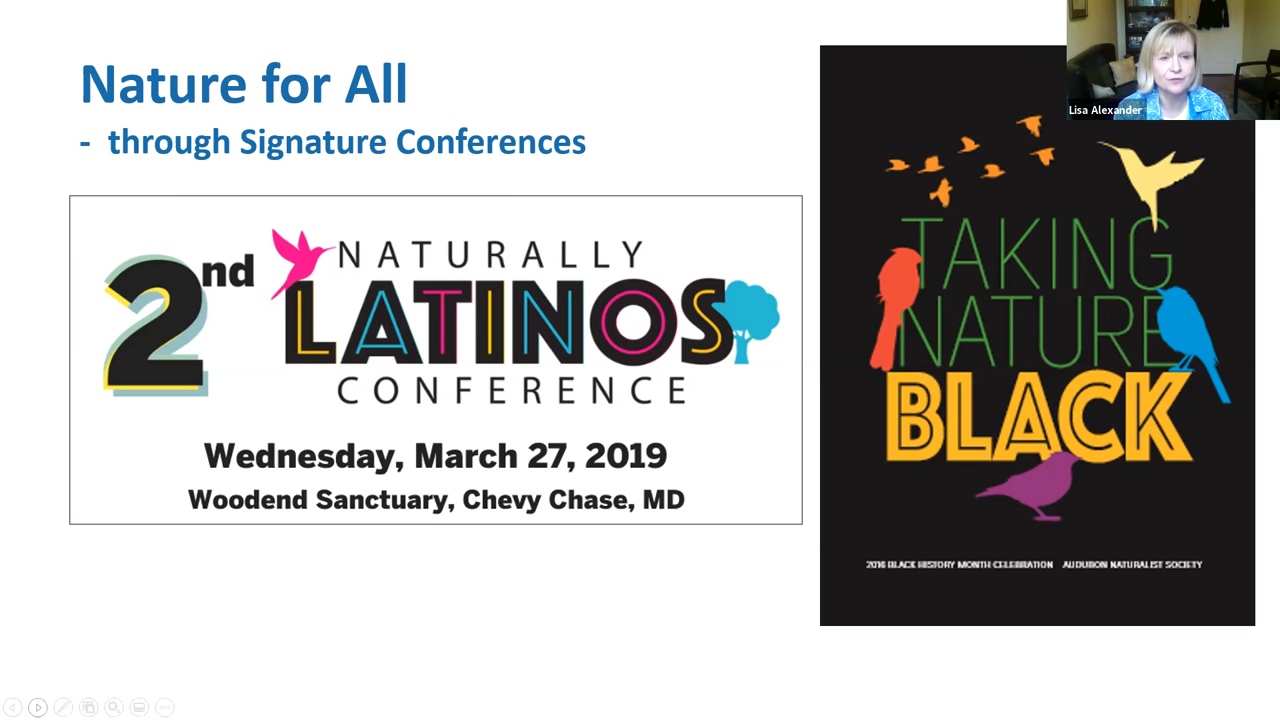 Nature for All
- through Signature Conferences
2nd
NATURALLY
LATINOS
CONFERENCE
Wednesday, March 27, 2019
Woodend Sanctuary, Chevy Chase, MD
TAKING
NATURE
BLACK
2016 BLACK HISTORY MONTH CELEBRATION AUDUBON NATURALIST SOCIETY
Lisa Alexander